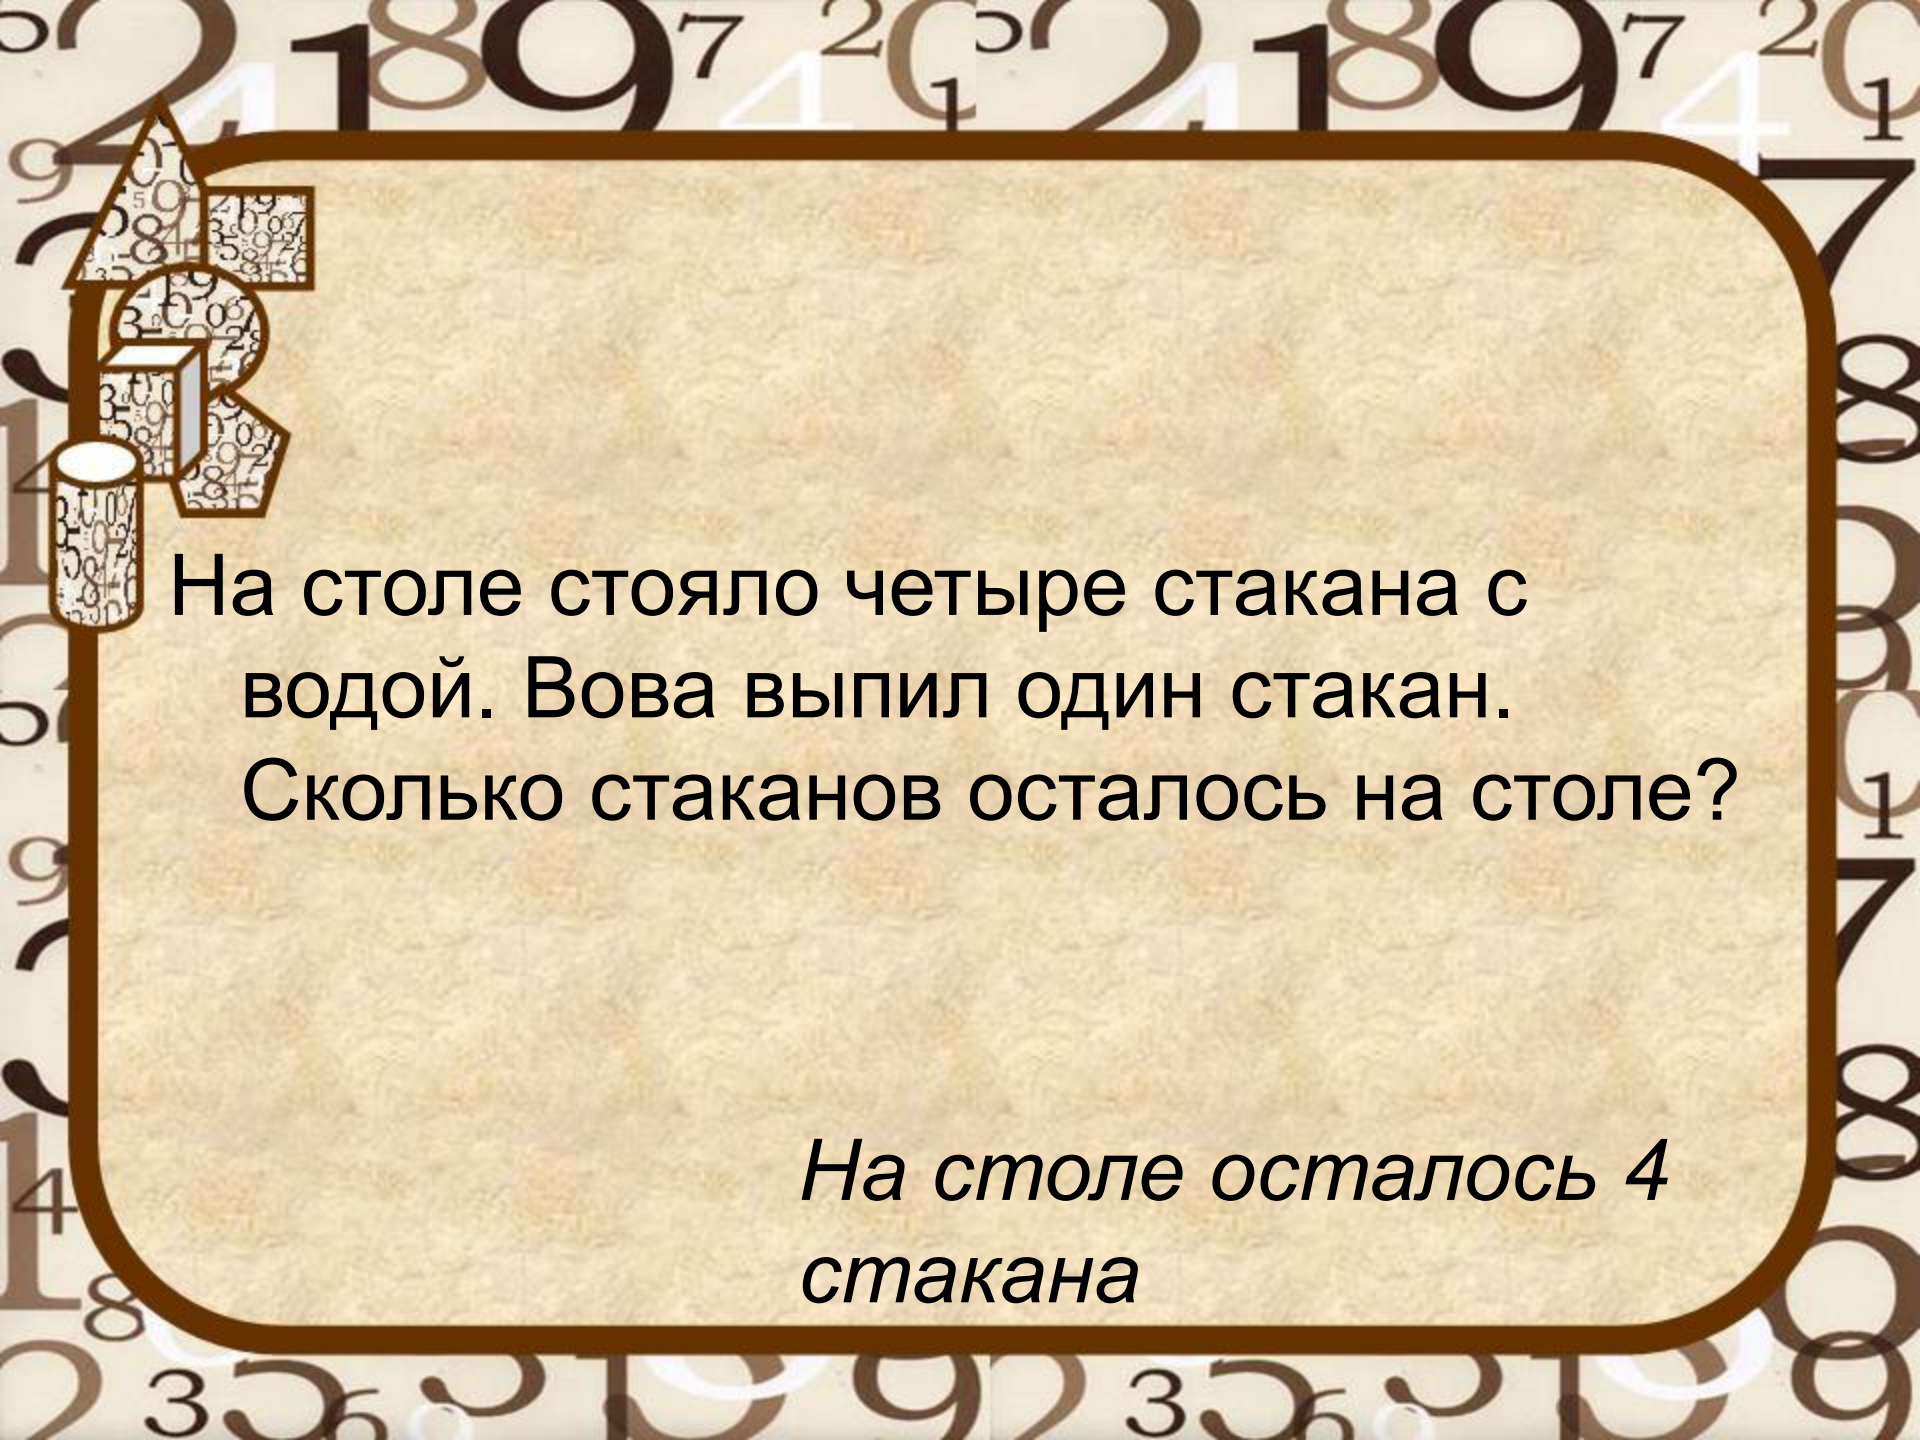 На столе стояло четыре стакана с
водой. Вова выпил один стакан.
Сколько стаканов осталось на столе?
На столе осталось 4
стакана